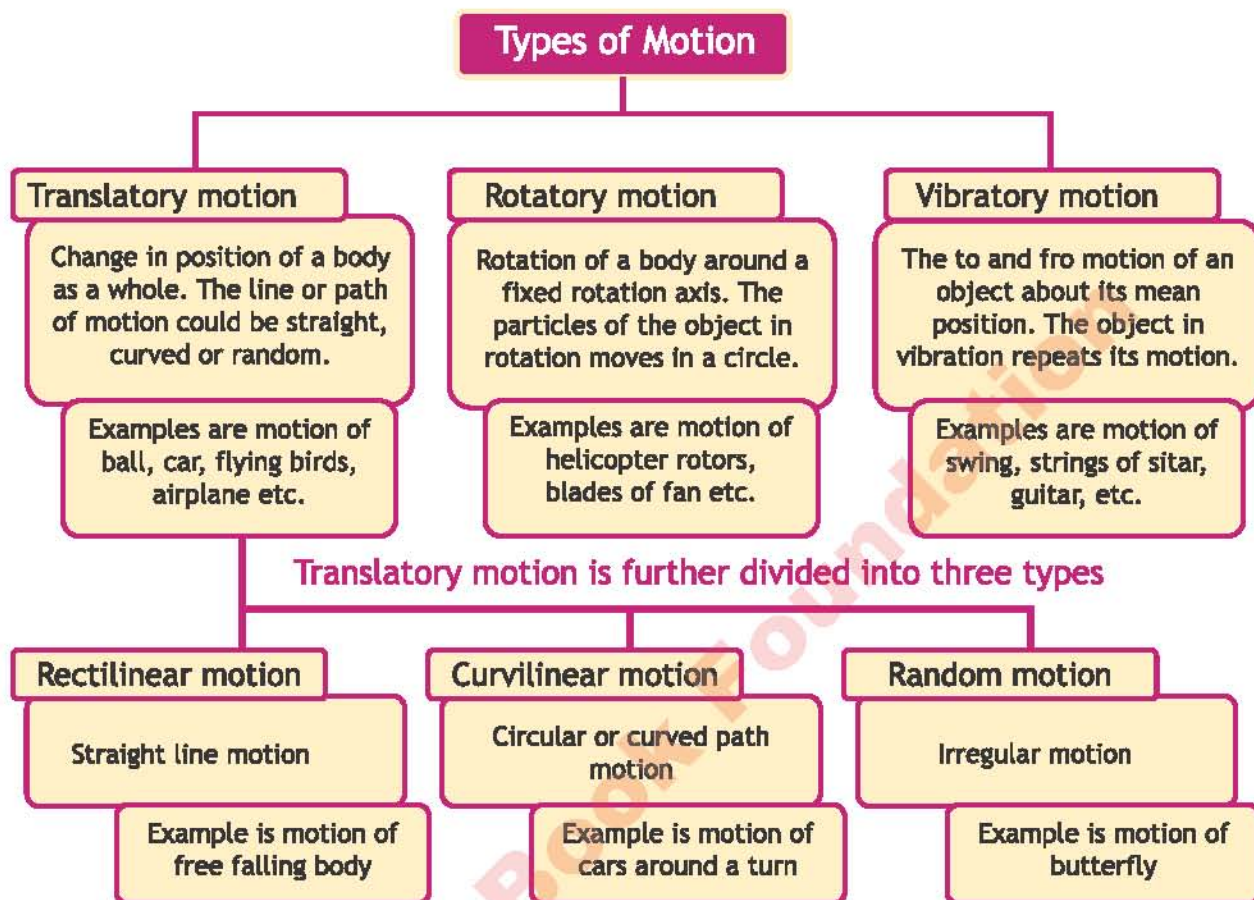 Types of Motion
Translatory motion
Change in position of a body
as a whole. The line or path
of motion could be straight,
curved or random.
Examples are motion of
ball, car, flying birds,
airplane etc.
Rotatory motion
Rotation of a body around a
fixed rotation axis. The
particles of the object in
rotation moves in a circle.
Examples are motion of
helicopter rotors,
blades of fan etc.
Vibratory motion
The to and fro motion of an
object about its mean
position. The object in
vibration repeats its motion.
Examples are motion of
swing, strings of sitar,
guitar, etc.
Translatory motion is further divided into three types
Rectilinear motion
Straight line motion
Example is motion of
free falling body
Curvilinear motion
Circular or curved path
motion
Example is motion of
cars around a turn
Random motion
Irregular motion
Example is motion of
butterfly
Book Foundation